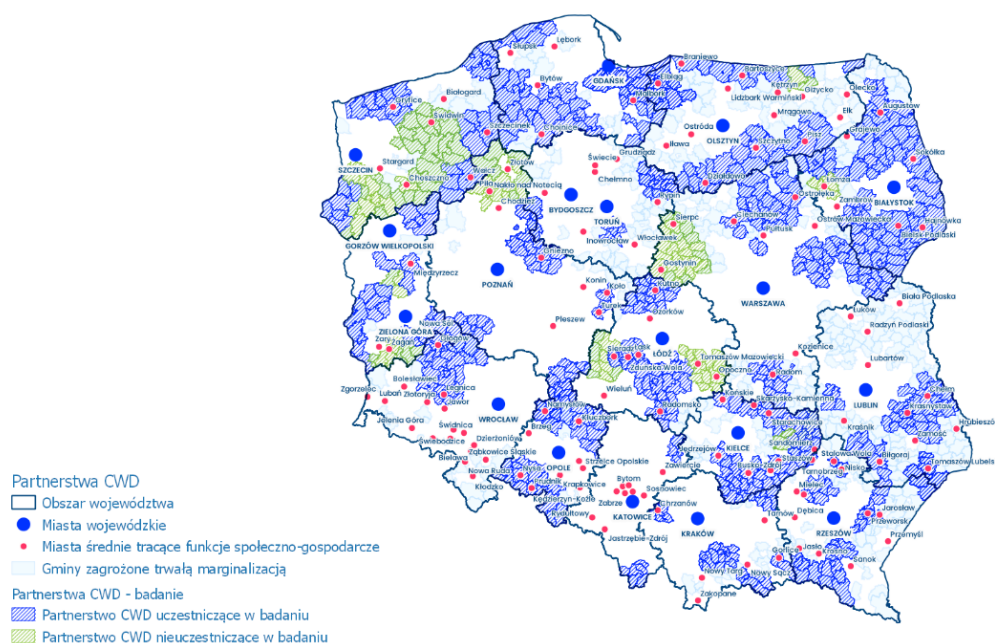 Słupsk
Lębork
GDAŃSK
Braniewo
Bartoszyce
Elbląg
Malbork
Kętrzyn
Giżycko
Olecko
Lidzbark Warmiński
Bytów
Białogard
Gryfice
Świdwin
Szczecinek
Chojnice
Mrągowo
Ełk
Augustów
Ostróda
OLSZTYN
Szczytno
Pisz
Grajewo
Iława
Sokółka
SZCZECIN
Stargard
Choszczno
Wałcz
Złotów
Piła
Nakło nad Notecią
Chodzież
Świecie
Grudziądz
Chełmno
Działdowo
Łomża
Zambrów
BIAŁYSTOK
BYDGOSZCZ
TORUŃ
Rypin
Sierpc
Ostrołęka
Ciechanów
Pułtusk
Ostrów Mazowiecka
Hajnówka
Bielsk Podlaski
GORZÓW WIELKOPOLSKI
Międzyrzecz
Gniezno
Inowrocław
Włocławek
Gostynin
POZNAŃ
Konin
Koło
Turek
Kutno
Ozorków
WARSZAWA
Biała Podlaska
Łuków
Radzyń Podlaski
ZIELONA GÓRA
Nowa Sól
Żary
Żagań
Głogów
Pleszew
Sieradz
Łask
Zduńska Wola
ŁÓDŹ
Tomaszów Mazowiecki
Opoczno
Kozienice
Radom
Lubartów
LUBLIN
Chełm
Krasnystaw
Zgorzelec
Bolesławiec
Lubań
Złotoryja
Legnica
Jawor
WROCŁAW
Wieluń
Namysłów
Kluczbork
Radomsko
Końskie
Skarżysko-Kamienna
Starachowice
KIELCE
Kraśnik
Zamość
Hrubieszów
Jelenia Góra
Świdnica
Świebodzice
Dzierżoniów
Bielawa
Ząbkowice Śląskie
Nowa Ruda
Kłodzko
Brzeg
Nysa
Prudnik
OPOLE
Strzelce Opolskie
Krapkowice
Kędzierzyn-Koźle
Zawiercie
Jędrzejów
Busko-Zdrój
Staszów
Sandomierz
Tarnobrzeg
Stalowa Wola
Nisko
Biłgoraj
Tomaszów Lubels
Bytom
Zabrze
Sosnowiec
KATOWICE
Rydułtowy
Jastrzębie-Zdrój
Chrzanów
KRAKÓW
Tarnów
Mielec
Dębica
RZESZÓW
Jarosław
Przeworsk
Przemyśl
Gorlice
Jasło
Krosno
Sanok
Nowy Targ
Nowy Sącz
Zakopane
Partnerstwa CWD
Obszar województwa
Miasta wojewódzkie
Miasta średnie tracące funkcje społeczno-gospodarcze
Gminy zagrożone trwałą marginalizacją
Partnerstwa CWD - badanie
Partnerstwo CWD uczestniczące w badaniu
Partnerstwo CWD nieuczestniczące w badaniu